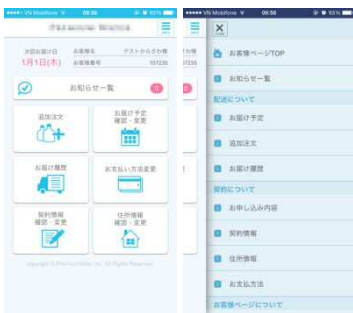 VN Mobifone 09:56 65%
次回お届け日 お客様名 テストからさわ様
1月1日(木) お客様番号 157235
お知らせ一覧 0
追加注文
お届け予定
確認・変更
お届け履歴
お支払い方法変更
契約情報
確認・変更
住所情報
確認・変更
VN Mobifone 09:56 65%
お客様ページTOP
お知らせ一覧
配送について
お届け予定
追加注文
お届け履歴
契約について
お申し込み内容
契約情報
住所情報
お支払方法
お客様ページについて